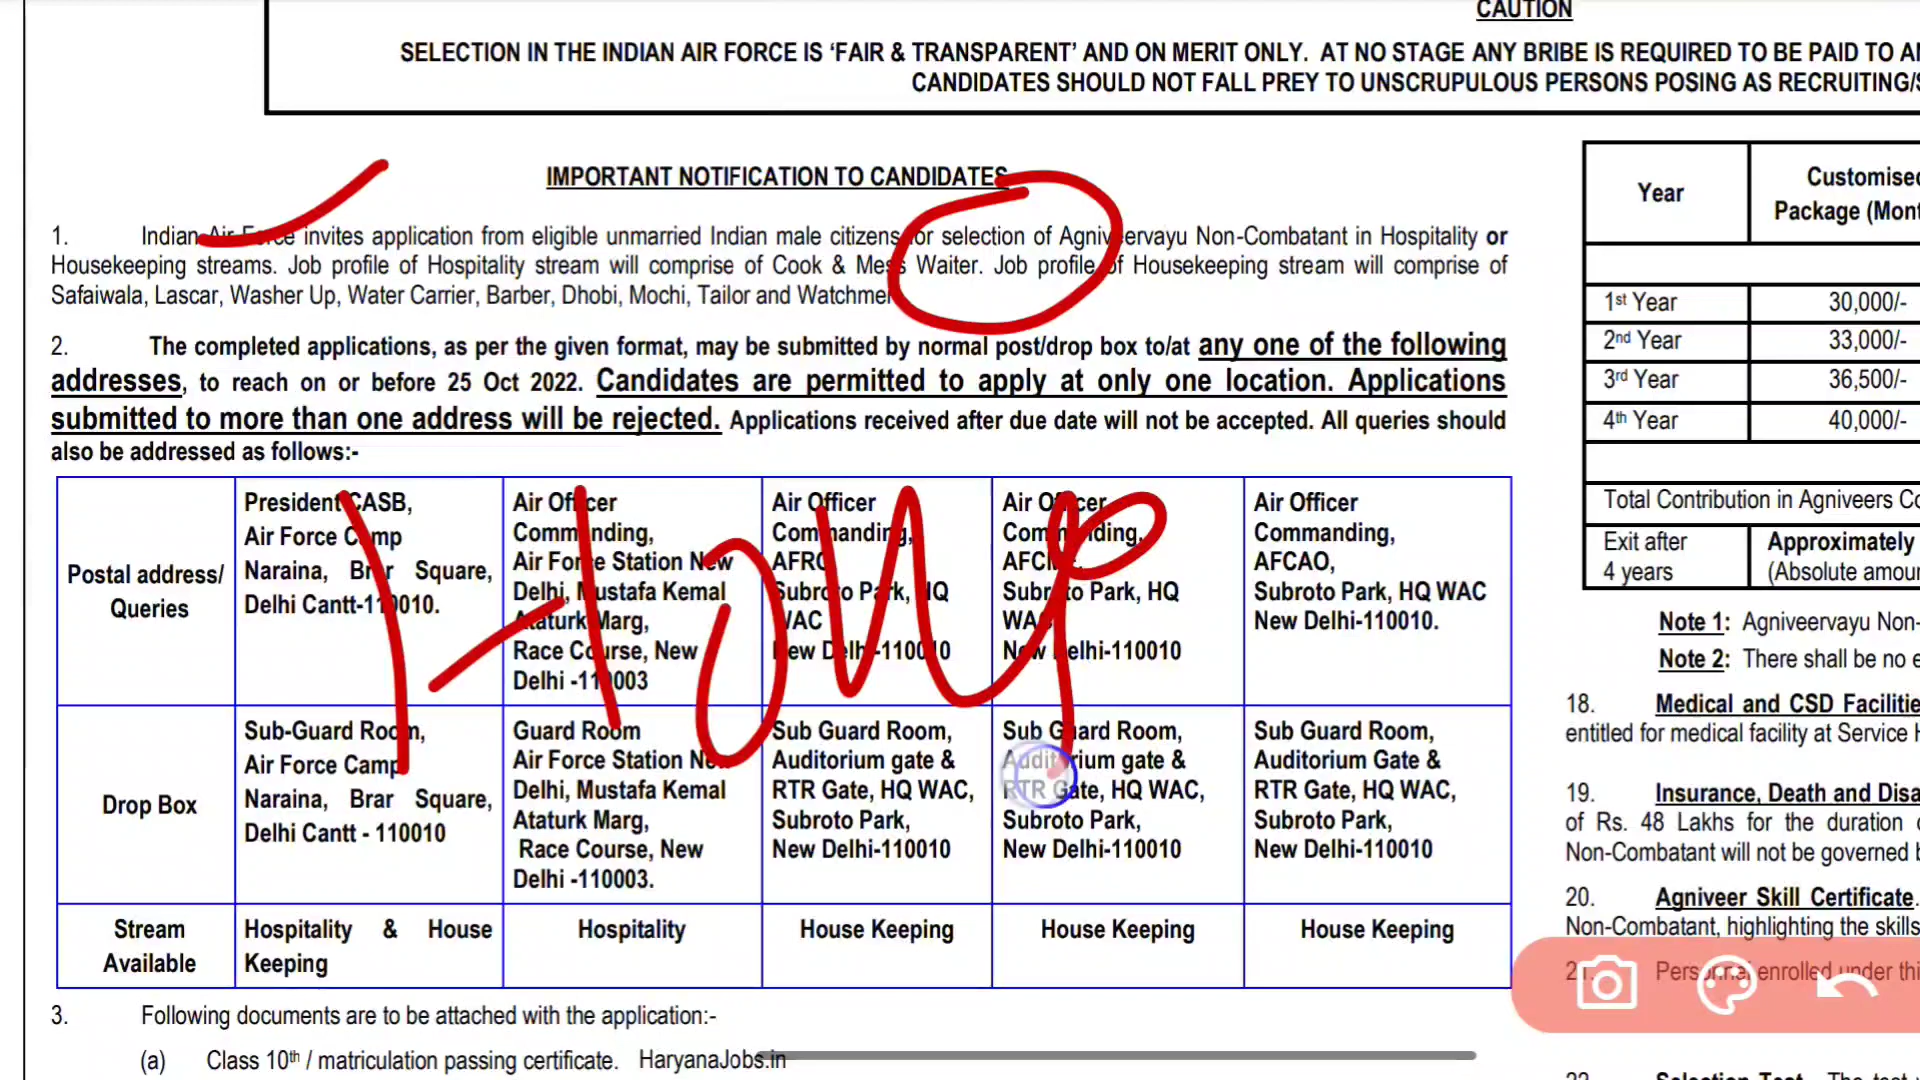 CAUTION
SELECTION IN THE INDIAN AIR FORCE IS ‘FAIR & TRANSPARENT’ AND ON MERIT ONLY. AT NO STAGE ANY BRIBE IS REQUIRED TO BE PAID TO
CANDIDATES SHOULD NOT FALL PREY TO UNSCRUPULOUS PERSONS POSING AS RECRUITING/
IMPORTANT NOTIFICATION TO CANDIDATES
1. Indian Air Force invites application from eligible unmarried Indian male citizens for selection of Agniveervayu Non-Combatant in Hospitality or
Housekeeping streams. Job profile of Hospitality stream will comprise of Cook & Mess Waiter. Job profile of Housekeeping stream will comprise of
Safaiwala, Lascar, Washer Up, Water Carrier, Barber, Dhobi, Mochi, Tailor and Watchmen
2. The completed applications, as per the given format, may be submitted by normal post/drop box to/at any one of the following
addresses, to reach on or before 25 Oct 2022. Candidates are permitted to apply at only one location. Applications
submitted to more than one address will be rejected. Applications received after due date will not be accepted. All queries should
also be addressed as follows:-
Postal address/
Queries
President CASB,
Air Force Camp
Naraina, Brar Square,
Delhi Cantt-110010.
Air Officer
Commanding,
Air Force Station New
Delhi, Mustafa Kemal
Ataturk Marg,
Race Course, New
Delhi -110003
Air Officer
Commanding,
Subroto Park, HQ
WAC
New Delhi-110010
Air Officer
Commanding,
Subroto Park, HQ
WAC
New Delhi-110010
Air Officer
Commanding,
AFCAO,
Subroto Park, HQ WAC
New Delhi-110010.
Drop Box
Sub-Guard Room,
Air Force Camp
Naraina, Brar Square,
Delhi Cantt - 110010
Guard Room
Air Force Station New
Delhi, Mustafa Kemal
Ataturk Marg,
Race Course, New
Delhi -110003.
Sub Guard Room,
Auditorium gate &
RTR Gate, HQ WAC,
Subroto Park,
New Delhi-110010
Sub Guard Room,
Auditorium gate &
RTR Gate, HQ WAC,
Subroto Park,
New Delhi-110010
Sub Guard Room,
Auditorium Gate &
RTR Gate, HQ WAC,
Subroto Park,
New Delhi-110010
Stream
Available
Hospitality & House
Keeping
Hospitality
House Keeping
House Keeping
House Keeping
3. Following documents are to be attached with the application:-
(a) Class 10th / matriculation passing certificate. HaryanaJobs.in
Year
Customised
Package (Mont
1st Year 30,000/-
2nd Year 33,000/-
3rd Year 36,500/-
4th Year 40,000/-
Total Contribution in Agniveers Co
Exit after
4 years
Approximately
(Absolute amou
Note 1: Agniveervayu Non-
Note 2: There shall be no e
18. Medical and CSD Facilities
entitled for medical facility at Service H
19. Insurance, Death and Disa
of Rs. 48 Lakhs for the duration
Non-Combatant will not be governed b
20. Agniveer Skill Certificate.
Non-Combatant, highlighting the skills
21. Personnel enrolled under thi
22. Selection Test. The test